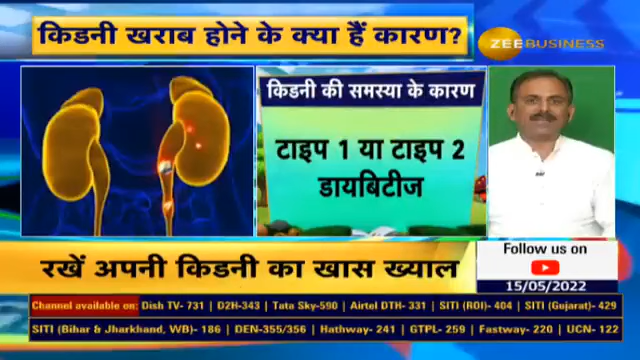 किडनी खराब होने के क्या हैं कारण?
ZEE BUSINESS
किडनी की समस्या के कारण
टाइप 1 या टाइप 2
डायबिटीज
रखें अपनी किडनी का खास ख्याल
Follow us on
15/05/2022
Channel available on: Dish TV- 731 | D2H-343 | Tata Sky-590 | Airtel DTH- 331 | SITI (ROI)- 404 | SITI (Gujarat)- 429
SITI (Bihar & Jharkhand, WB)- 186 | DEN-355/356 | Hathway- 241 | GTPL- 259 | Fastway- 220 | UCN- 122